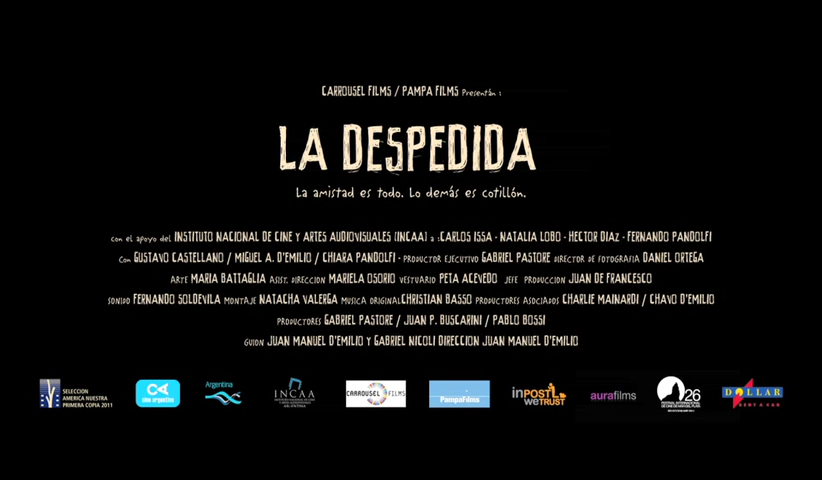 CARROUSEL FILMS / PAMPA FILMS Presentán :
LA DESPEDIDA
La amistad es todo. Lo demás es cotillón.
con el apoyo del INSTITUTO NACIONAL DE CINE Y ARTES AUDIOVISUALES [INCAA] a :CARLOS ISSA - NATALIA LOBO - HECTOR DIAZ - FERNANDO PANDOLFI
Con GUSTAVO CASTELLANO / MIGUEL A. D'EMILIO / CHIARA PANDOLFI - PRODUCTOR EJECUTIVO GABRIEL PASTORE DIRECTOR DE FOTOGRAFIA DANIEL ORTEGA
ARTE MARIA BATTAGLIA ASIST. DIRECCION MARIELA OSORIO VESTUARIO PETA ACEVEDO JEFE PRODUCCION JUAN DE FRANCESCO
SONIDO FERNANDO SOLDEVILA MONTAJE NATACHA VALERGA MUSICA ORIGINAL CHRISTIAN BASSO PRODUCTORES ASOCIADOS CHARLIE MAINARDI / CHAVO D'EMILIO
PRODUCTORES GABRIEL PASTORE / JUAN P. BUSCARINI / PABLO BOSSI
GUION JUAN MANUEL D'EMILIO Y GABRIEL NICOLI DIRECCION JUAN MANUEL D'EMILIO
SELECCION
AMERICA NUESTRA
PRIMERA COPIA 2011
CA
cine argentino
Argentina
INCAA
CARROUSEL FILMS
PampaFilms
inPOST
weTRUST
aurafilms
26
DOLLAR
RENT A CAR